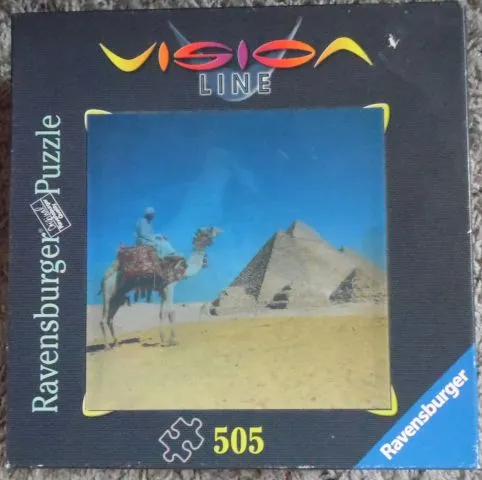 VISION
LINE
Ravensburger Puzzle
505
Ravensburger